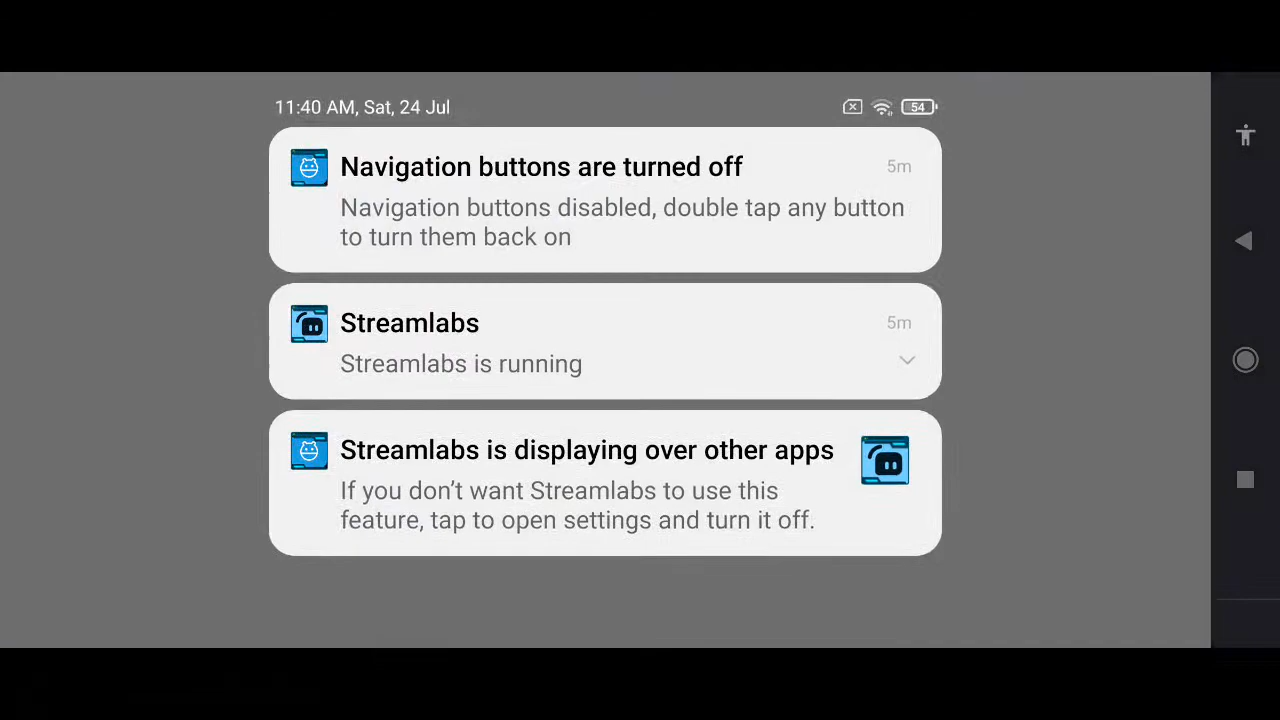 11:40 AM, Sat, 24 Jul
54
Navigation buttons are turned off
5m
Navigation buttons disabled, double tap any button
to turn them back on
Streamlabs
5m
Streamlabs is running
Streamlabs is displaying over other apps
If you don’t want Streamlabs to use this
feature, tap to open settings and turn it off.